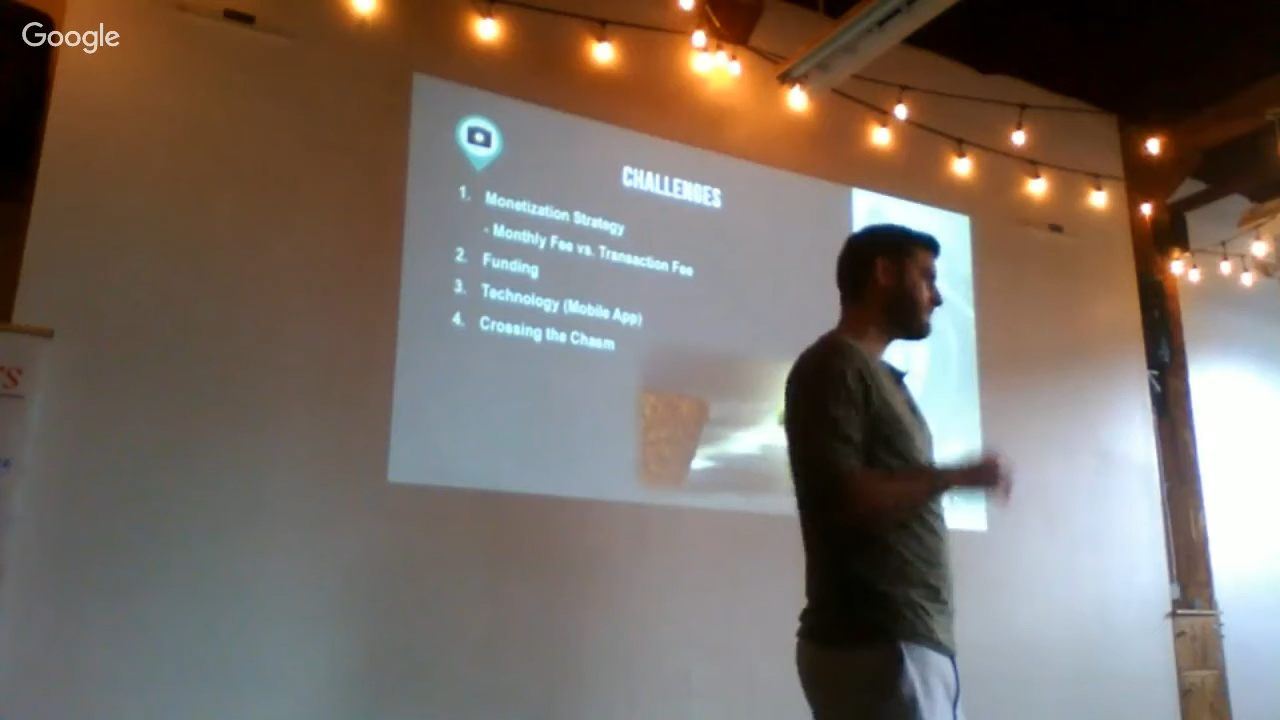 Google
CHALLENGES
1. Monetization Strategy
- Monthly Fee vs. Transaction Fee
2. Funding
3. Technology (Mobile App)
4. Crossing the Chasm